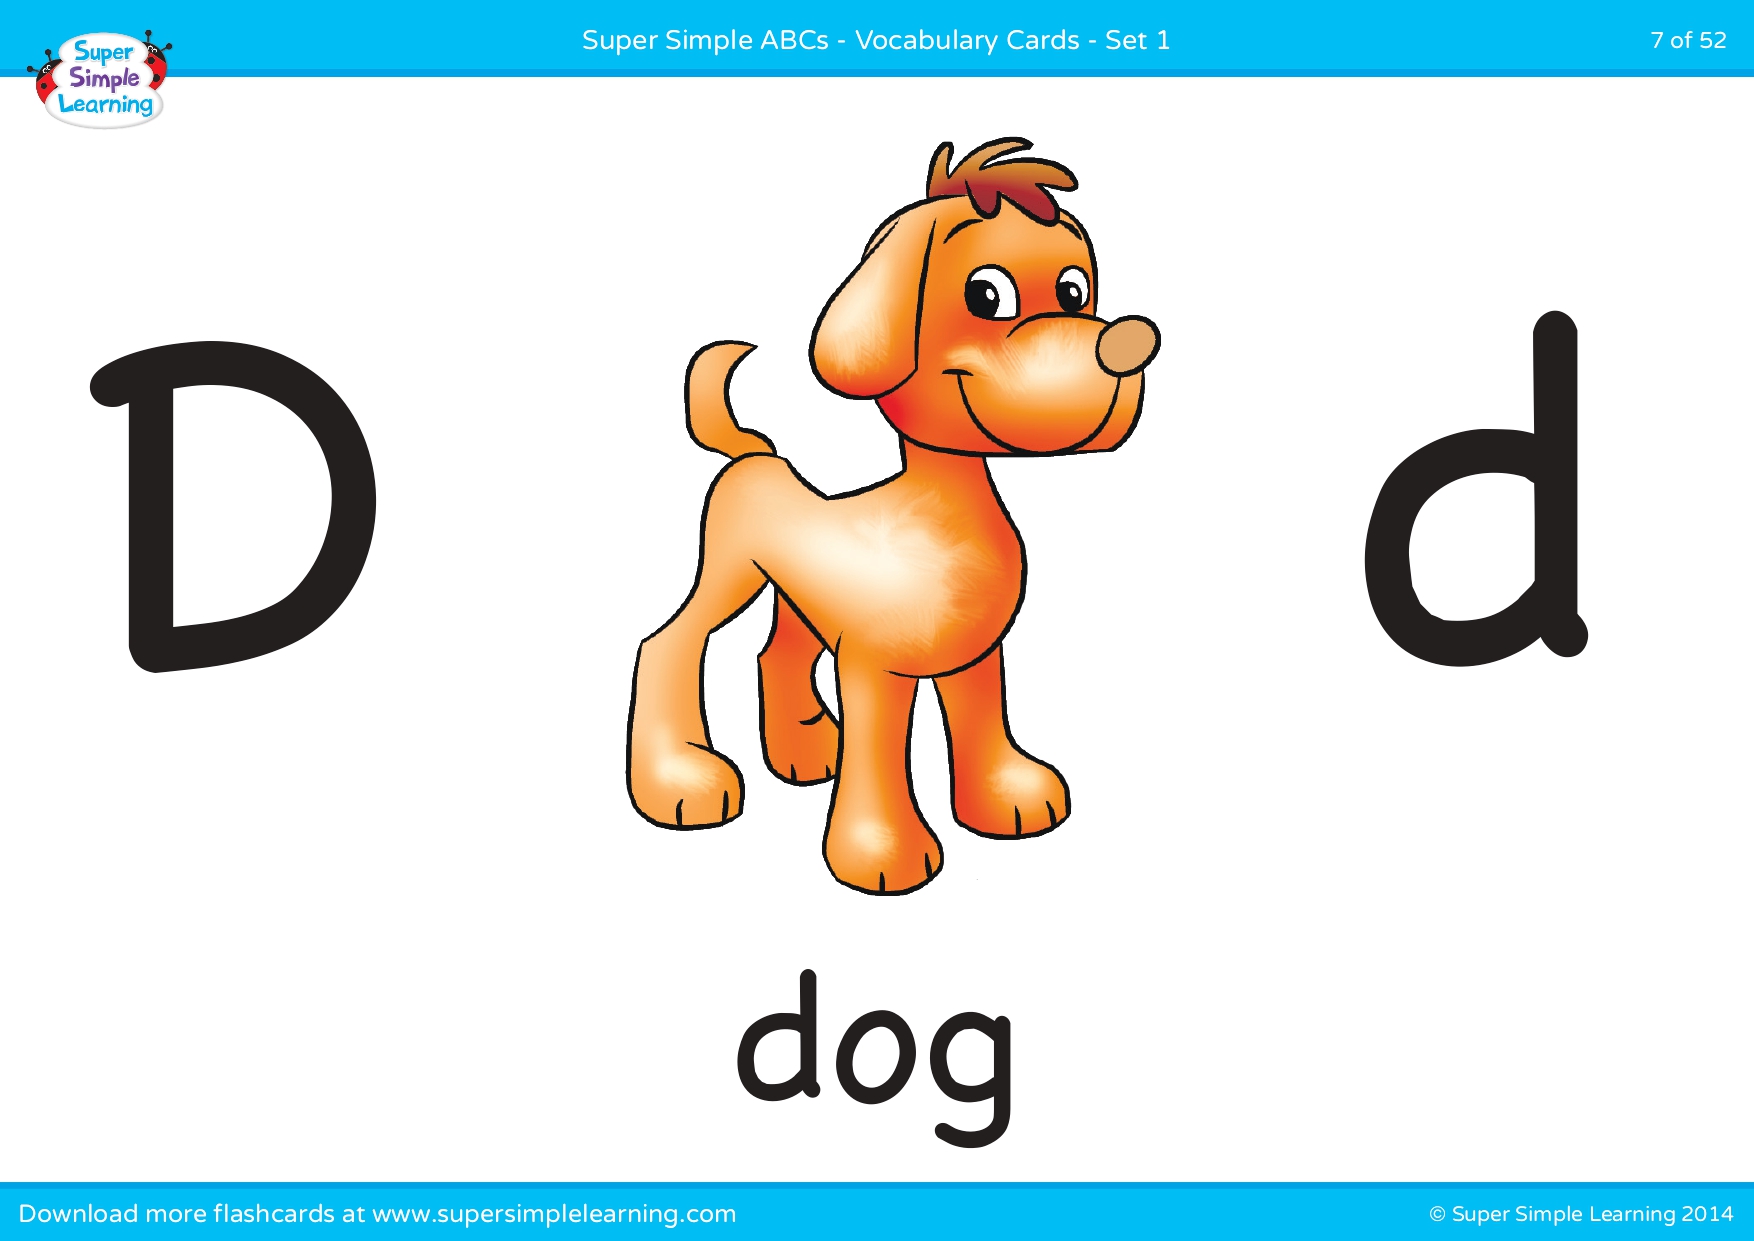 Super Simple ABCs - Vocabulary Cards - Set 1
7 of 52
Super
Simple
Learning
D
d
dog
Download more flashcards at www.supersimplelearning.com
© Super Simple Learning 2014